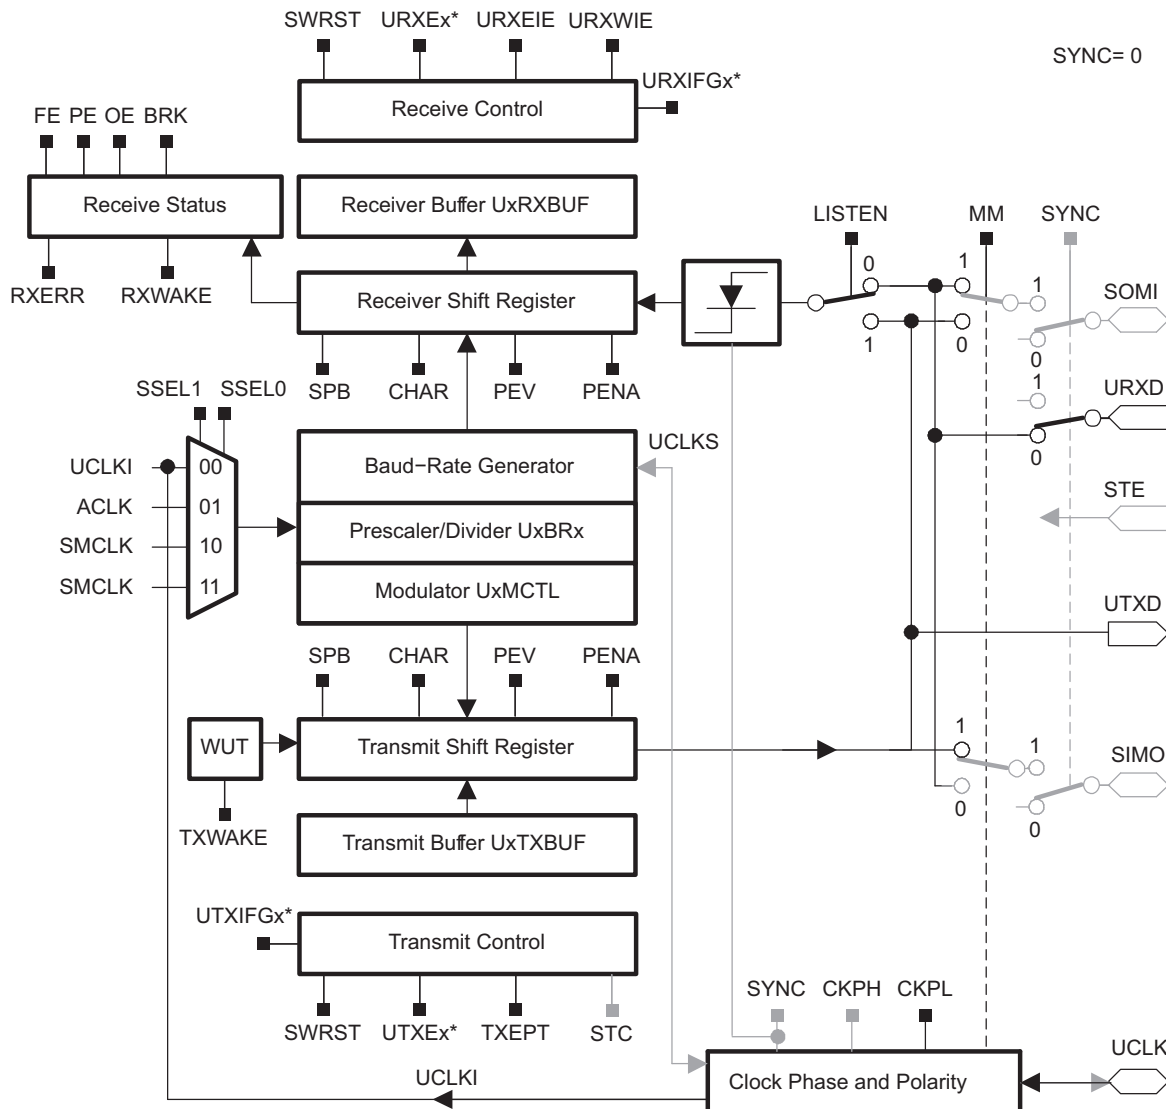 SWRST URXEx* URXEIE URXWIE
SYNC= 0
URXIFGx*
Receive Control
FE PE OE BRK
Receive Status
Receiver Buffer UxRXBUF
LISTEN MM SYNC
RXERR RXWAKE
Receiver Shift Register
0 1 1
SOMI
1 0 0
SPB CHAR PEV PENA
SSEL1 SSEL0
1
URXD
UCLKS
0
UCLKI 00
Baud−Rate Generator
ACLK 01
STE
Prescaler/Divider UxBRx
SMCLK 10
SMCLK 11
Modulator UxMCTL
UTXD
SPB CHAR PEV PENA
WUT
Transmit Shift Register
1 1
SIMO
0 0
TXWAKE
Transmit Buffer UxTXBUF
UTXIFGx*
Transmit Control
SYNC CKPH CKPL
SWRST UTXEx* TXEPT STC
UCLK
UCLKI
Clock Phase and Polarity